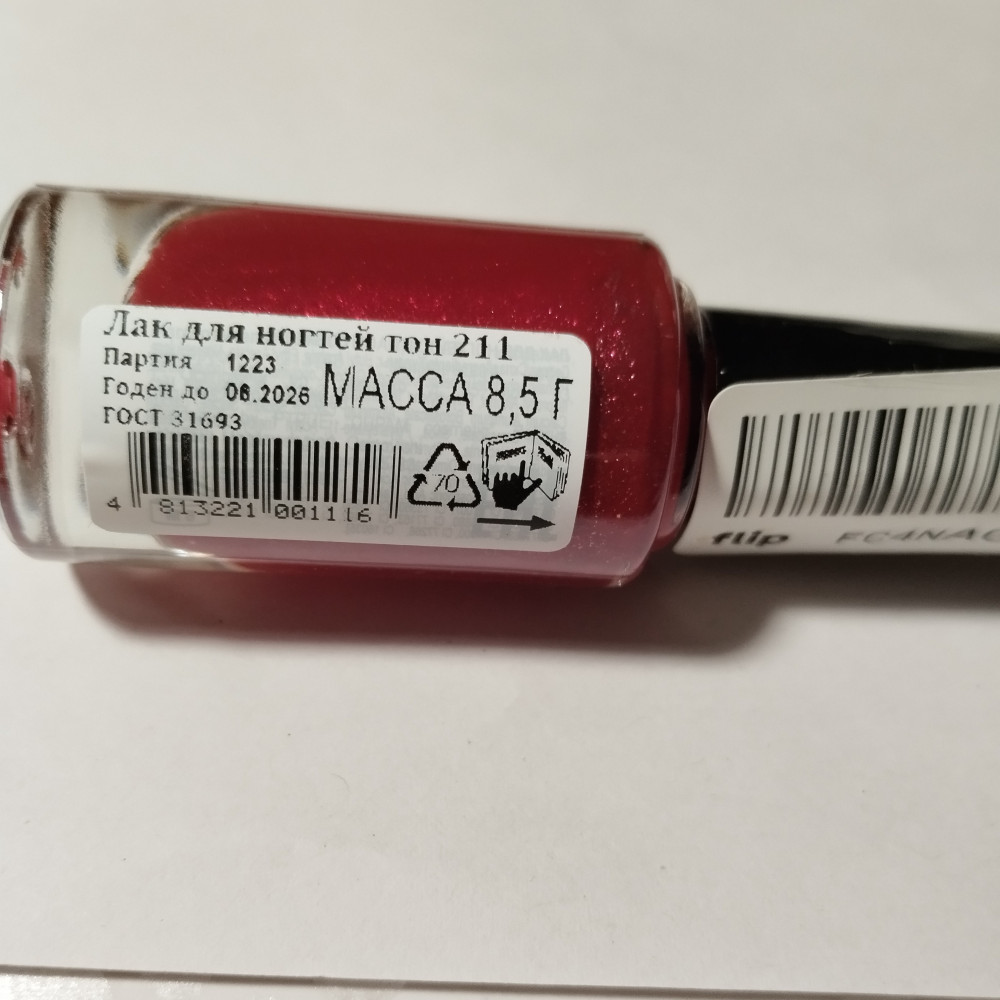 Лак для ногтей тон 211
Партия 1223
Годен до 06.2026
МАССА 8,5 Г
ГОСТ 31693
70
4 813221 001116
flip